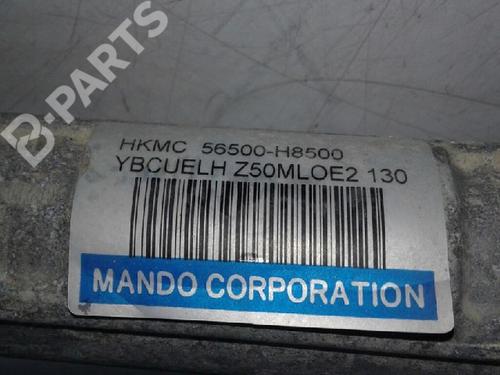 B-PARTS
HKMC 56500-H8500
YBCUELH Z50MLOE2 130
MANDO CORPORATION